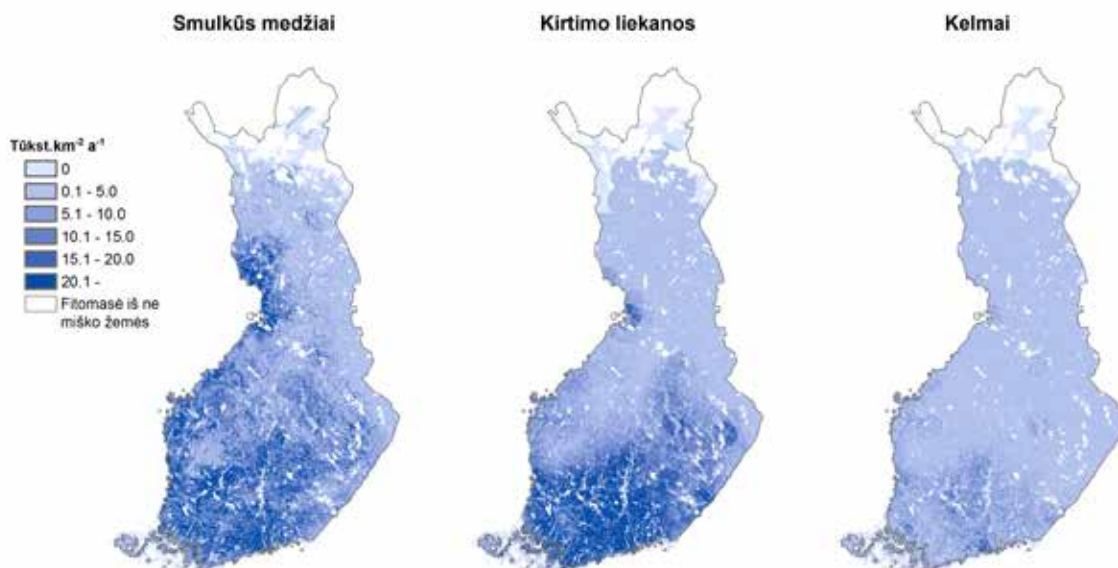 Smulkūs medžiai
Kirtimo liekanos
Kelmai
Tūkst.km⁻² a⁻¹
0
0.1 - 5.0
5.1 - 10.0
10.1 - 15.0
15.1 - 20.0
20.1 -
Fitomasė iš ne
miško žemės